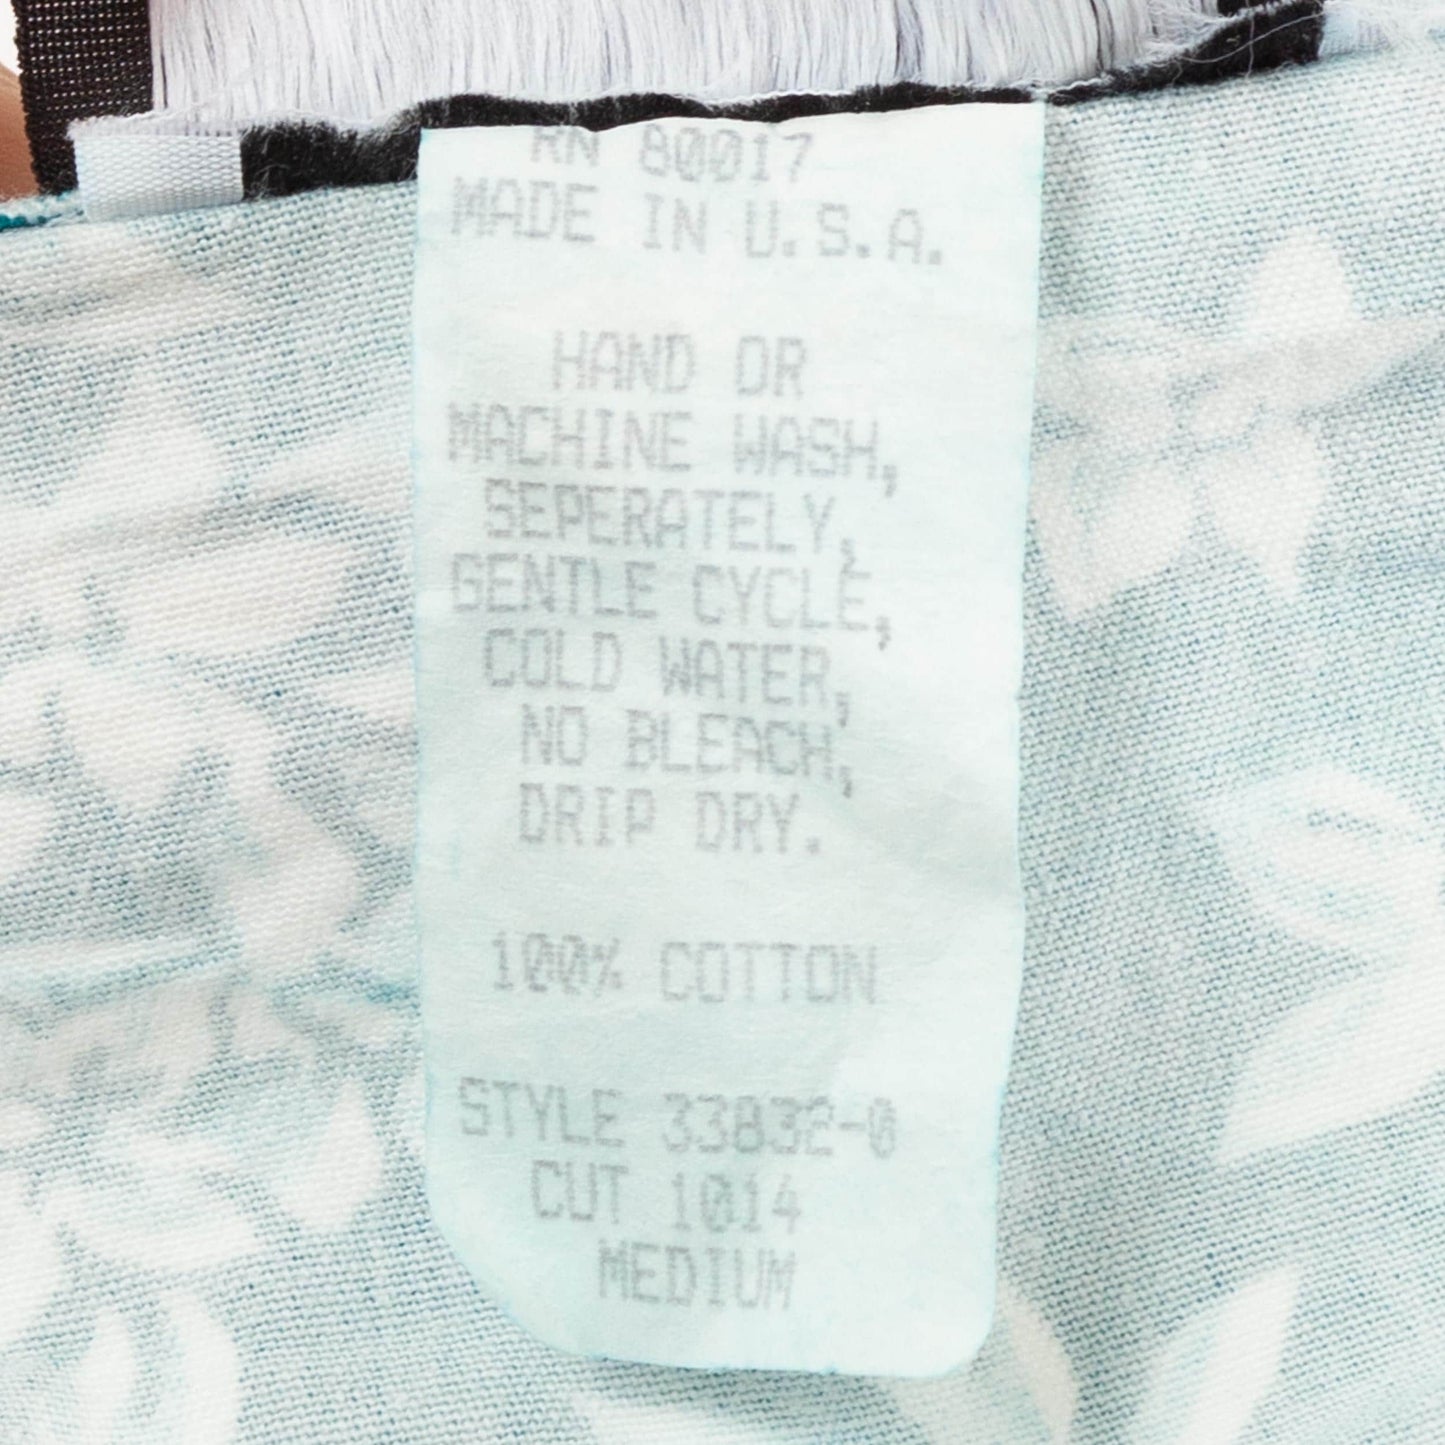 RN 80017
MADE IN U.S.A.
HAND OR
MACHINE WASH,
SEPERATELY,
GENTLE CYCLE,
COLD WATER,
NO BLEACH,
DRIP DRY.
100% COTTON
STYLE 33832-0
CUT 1014
MEDIUM